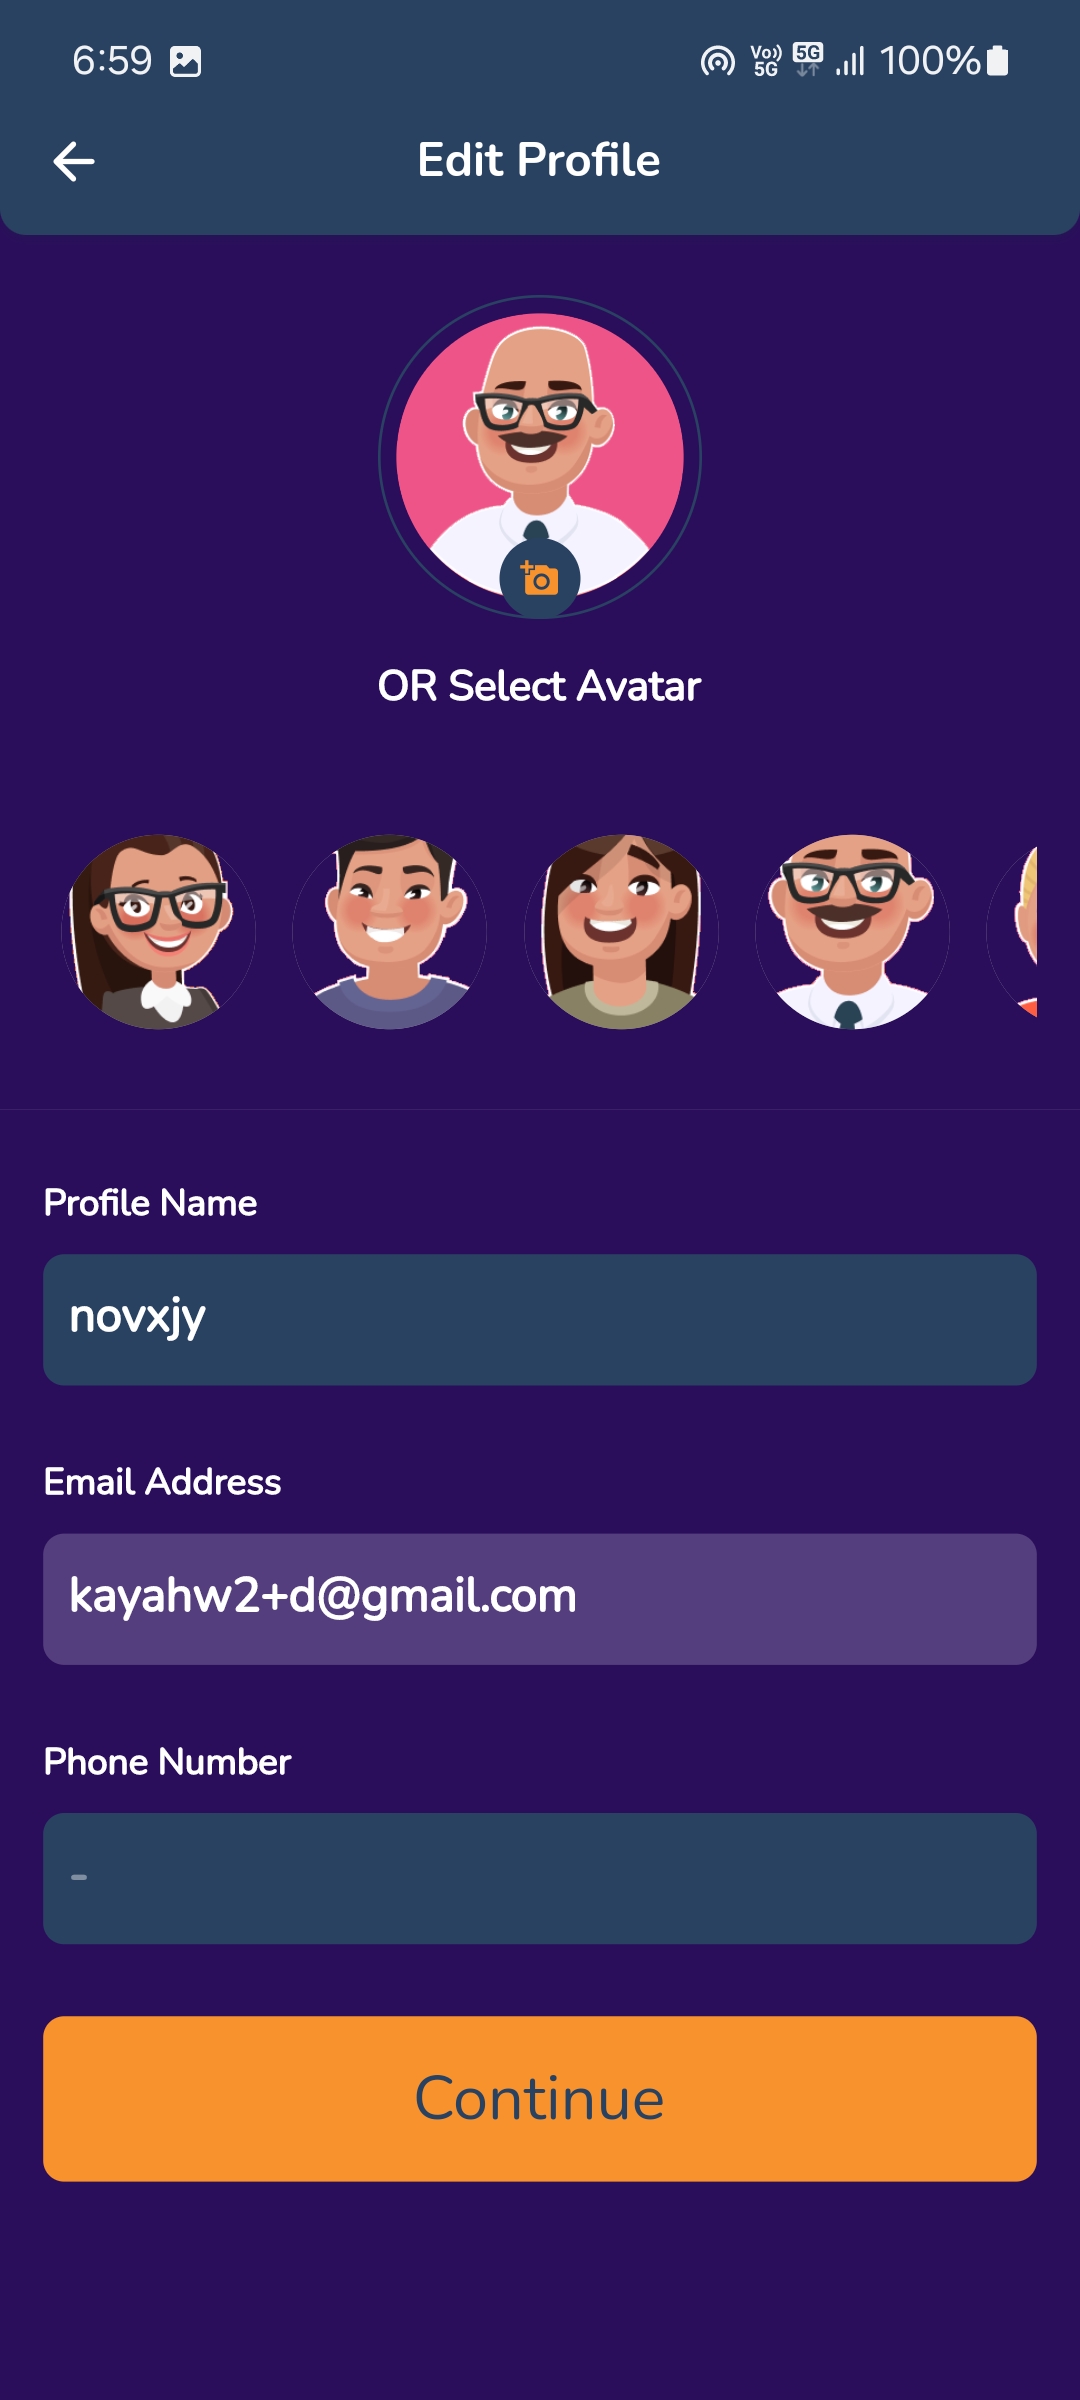 6:59 Vo)) 5G 5G 100%
Edit Profile
OR Select Avatar
Profile Name
novxjy
Email Address
kayahw2+d@gmail.com
Phone Number
-
Continue